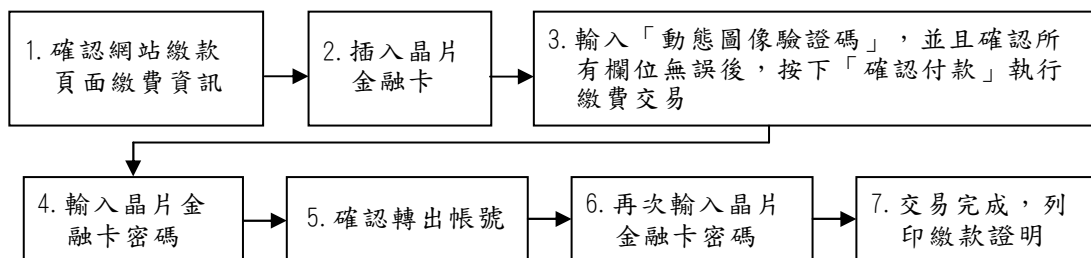 1.確認網站繳款
頁面繳費資訊
2.插入晶片
金融卡
3.輸入「動態圖像驗證碼」，並且確認所
有欄位無誤後，按下「確認付款」執行
繳費交易
4.輸入晶片金
融卡密碼
5.確認轉出帳號
6.再次輸入晶片
金融卡密碼
7.交易完成，列
印繳款證明